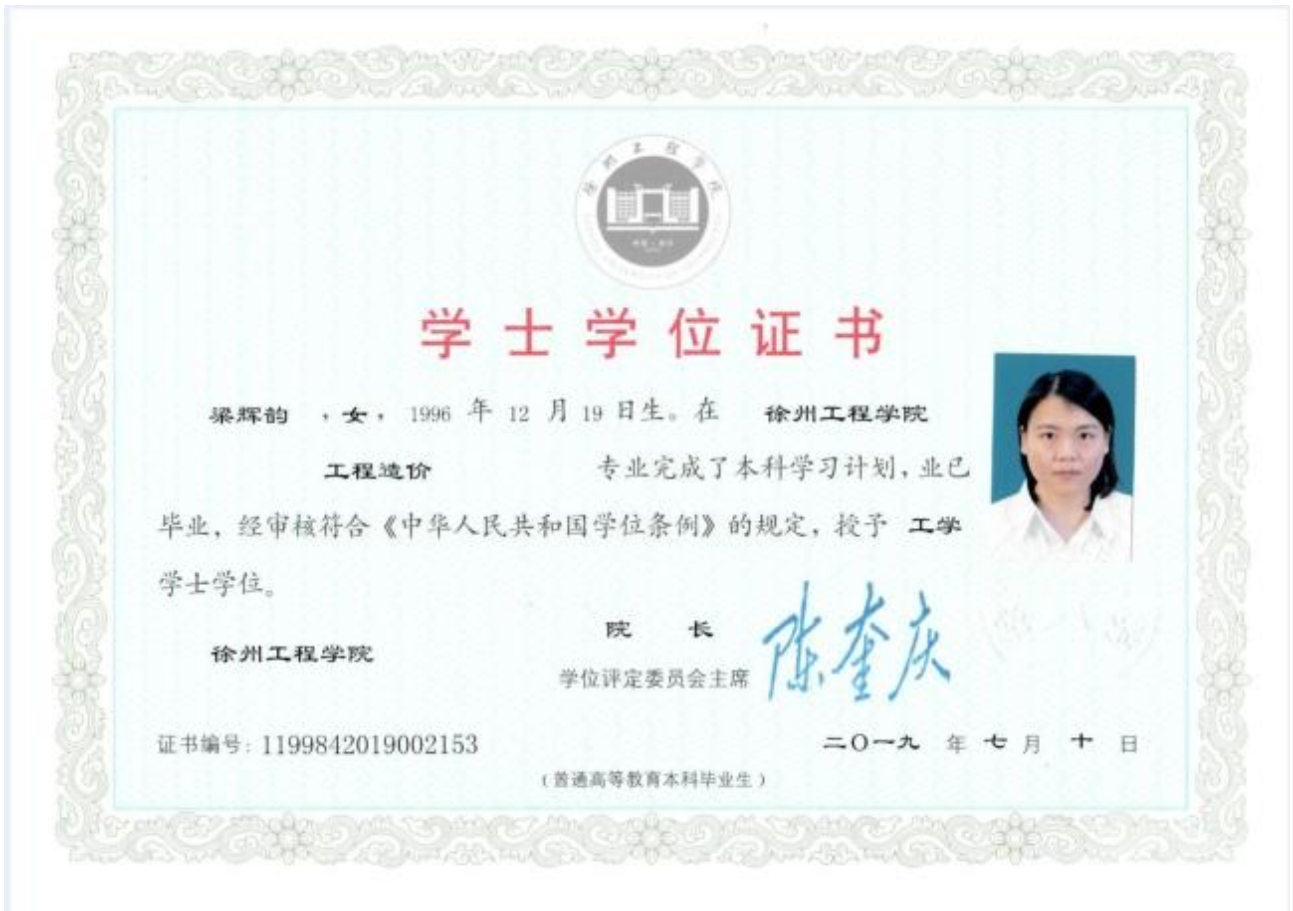 徐州工程学院
学士学位证书
梁辉韵 ,女, 1996 年 12 月 19 日生。在 徐州工程学院
工程造价 专业完成了本科学习计划,业已
毕业,经审核符合《中华人民共和国学位条例》的规定,授予 工学
学士学位。
院 长
陈奎庆
徐州工程学院
学位评定委员会主席
证书编号:1199842019002153
二〇一九 年 七 月 十 日
(普通高等教育本科毕业生)